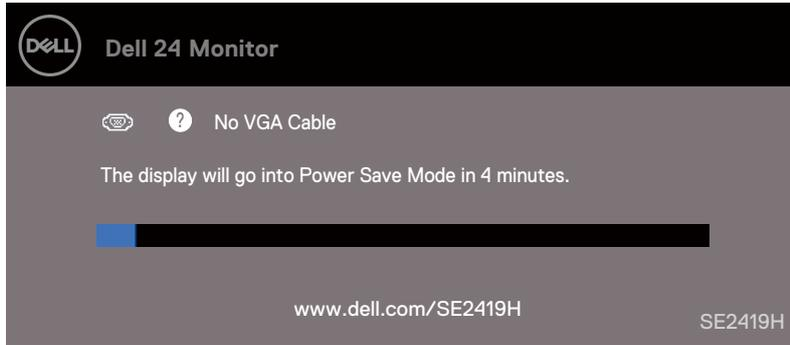 DELL
Dell 24 Monitor
? No VGA Cable
The display will go into Power Save Mode in 4 minutes.
www.dell.com/SE2419H
SE2419H